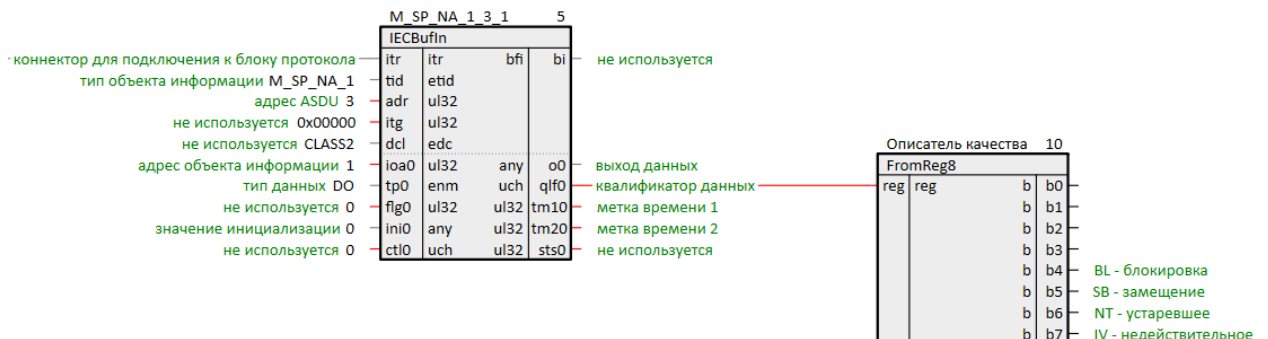 M_SP_NA_1_3_1 5
IECBufIn
коннектор для подключения к блоку протокола itr itr bfi bi не используется
тип объекта информации M_SP_NA_1 tid etid
адрес ASDU 3 adr ul32
не используется 0x00000 itg ul32
не используется CLASS2 dcl edc
адрес объекта информации 1 ioa0 ul32 any o0 выход данных
тип данных DO tp0 enm uch qlf0 квалификатор данных
не используется 0 flg0 ul32 ul32 tm10 метка времени 1
значение инициализации 0 ini0 any ul32 tm20 метка времени 2
не используется 0 ctl0 uch ul32 sts0 не используется
Описатель качества 10
FromReg8
reg reg b b0
b b1
b b2
b b3
b b4 BL - блокировка
b b5 SB - замещение
b b6 NT - устаревшее
b b7 IV - недействительное